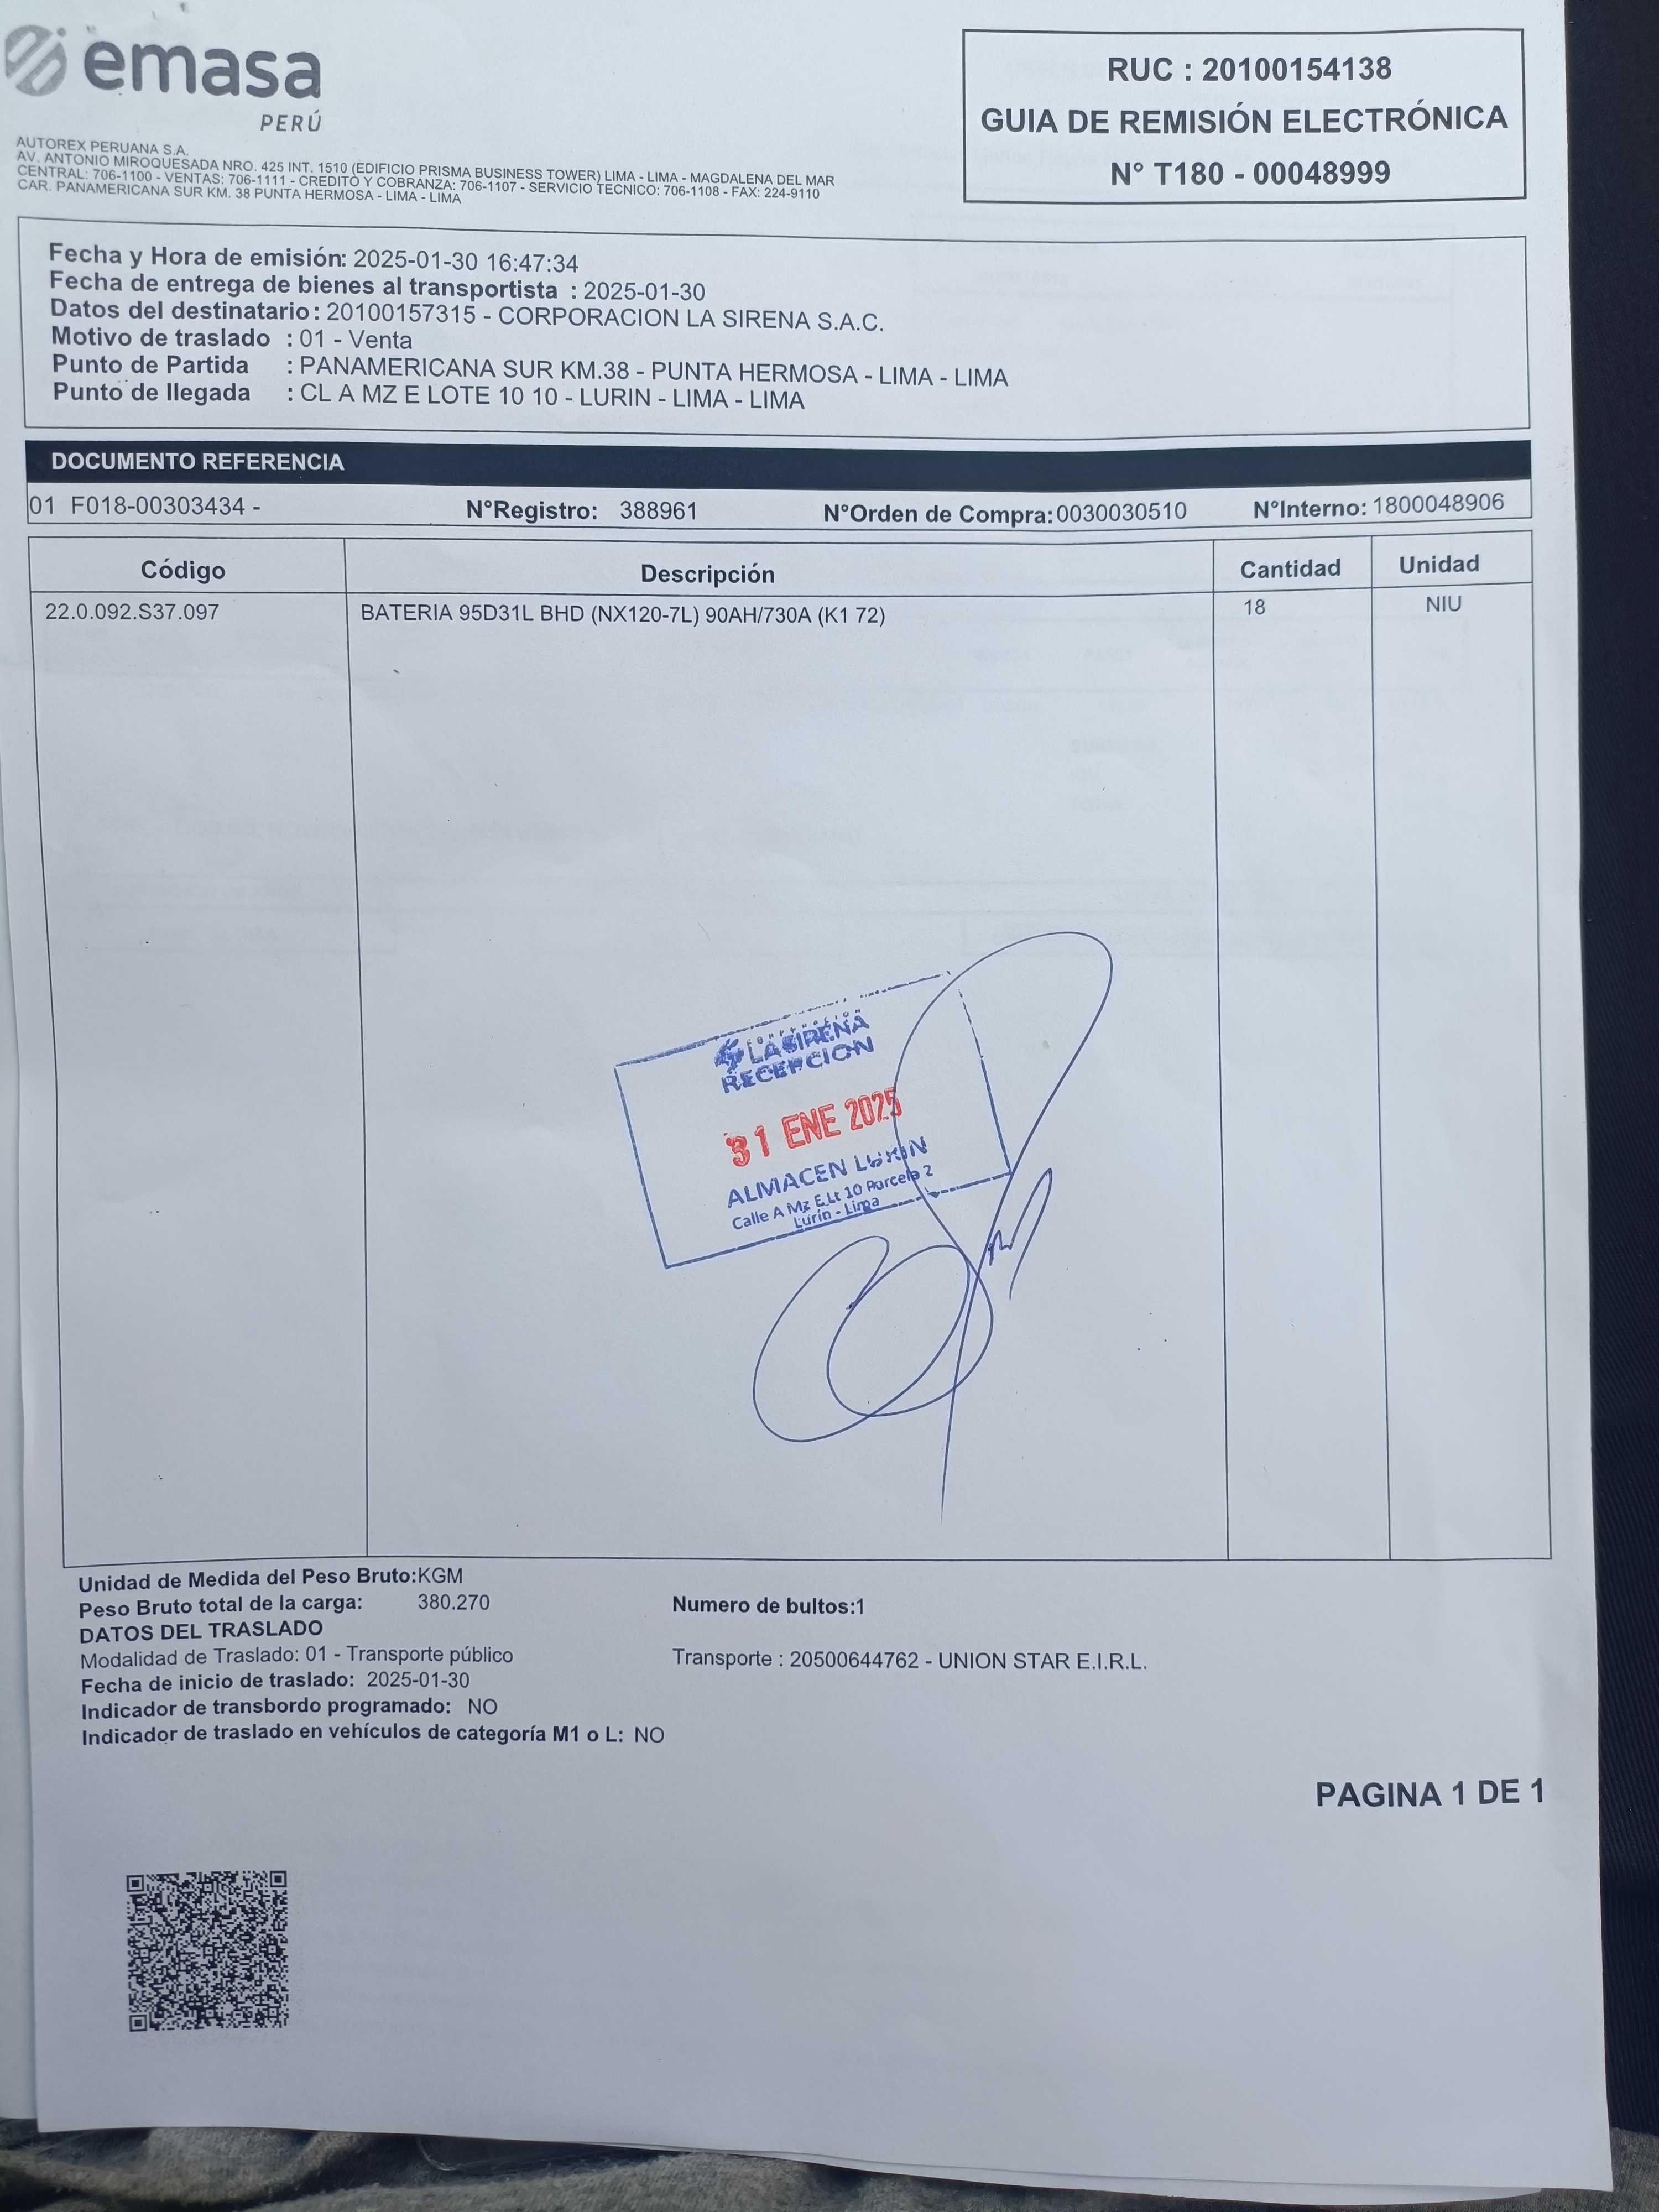 emasa
PERÚ
AUTOREX PERUANA S.A.
AV. ANTONIO MIROQUESADA NRO. 425 INT. 1510 (EDIFICIO PRISMA BUSINESS TOWER) LIMA - LIMA - MAGDALENA DEL MAR
CENTRAL: 706-1100 - VENTAS: 706-1111 - CREDITO Y COBRANZA: 706-1107 - SERVICIO TECNICO: 706-1108 - FAX: 224-9110
CAR. PANAMERICANA SUR KM. 38 PUNTA HERMOSA - LIMA - LIMA
RUC : 20100154138
GUIA DE REMISIÓN ELECTRÓNICA
N° T180 - 00048999
Fecha y Hora de emisión: 2025-01-30 16:47:34
Fecha de entrega de bienes al transportista : 2025-01-30
Datos del destinatario: 20100157315 - CORPORACION LA SIRENA S.A.C.
Motivo de traslado : 01 - Venta
Punto de Partida : PANAMERICANA SUR KM.38 - PUNTA HERMOSA - LIMA - LIMA
Punto de llegada : CL A MZ E LOTE 10 10 - LURIN - LIMA - LIMA
DOCUMENTO REFERENCIA
01 F018-00303434 - N°Registro: 388961 N°Orden de Compra:0030030510 N°Interno: 1800048906
Código Descripción Cantidad Unidad
22.0.092.S37.097 BATERIA 95D31L BHD (NX120-7L) 90AH/730A (K1 72) 18 NIU
CORPORACIÓN
LA SIRENA
RECEPCION
31 ENE 2025
ALMACEN LURIN
Calle A Mz E Lt 10 Parcela 2
Lurin - Lima
Unidad de Medida del Peso Bruto:KGM
Peso Bruto total de la carga: 380.270 Numero de bultos:1
DATOS DEL TRASLADO
Modalidad de Traslado: 01 - Transporte público Transporte : 20500644762 - UNION STAR E.I.R.L.
Fecha de inicio de traslado: 2025-01-30
Indicador de transbordo programado: NO
Indicador de traslado en vehículos de categoría M1 o L: NO
PAGINA 1 DE 1